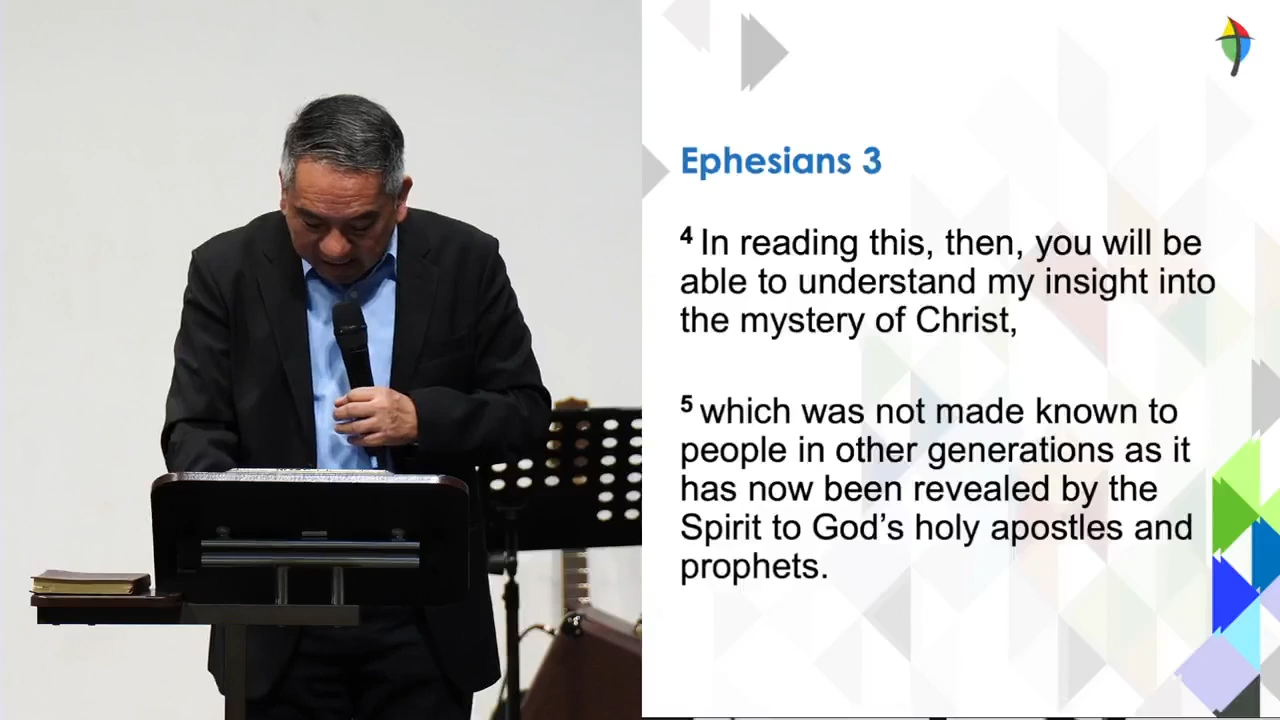 Ephesians 3
4 In reading this, then, you will be
able to understand my insight into
the mystery of Christ,
5 which was not made known to
people in other generations as it
has now been revealed by the
Spirit to God’s holy apostles and
prophets.